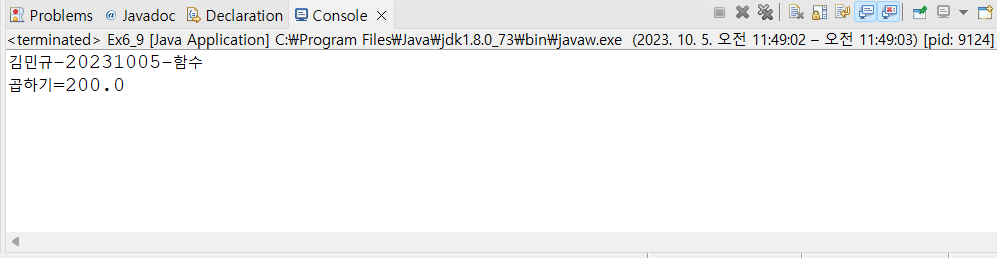 Problems @ Javadoc Declaration Console
<terminated> Ex6_9 [Java Application] C:₩Program Files₩Java₩jdk1.8.0_73₩bin₩javaw.exe (2023. 10. 5. 오전 11:49:02 – 오전 11:49:03) [pid: 9124]
김민규-20231005-함수
곱하기=200.0